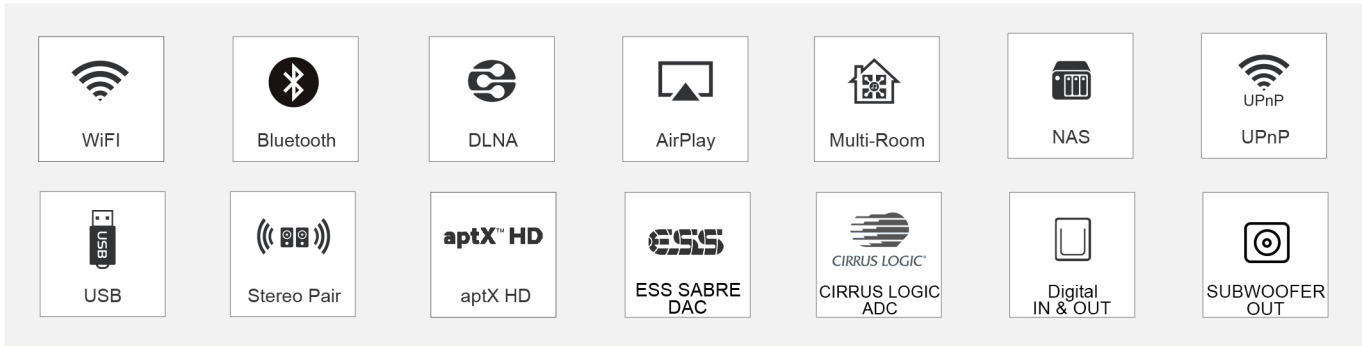 WiFI
Bluetooth
DLNA
AirPlay
Multi-Room
NAS
UPnP
UPnP
USB
USB
Stereo Pair
aptX™ HD
aptX HD
ESS
ESS SABRE
DAC
CIRRUS LOGIC®
CIRRUS LOGIC
ADC
Digital
IN & OUT
SUBWOOFER
OUT